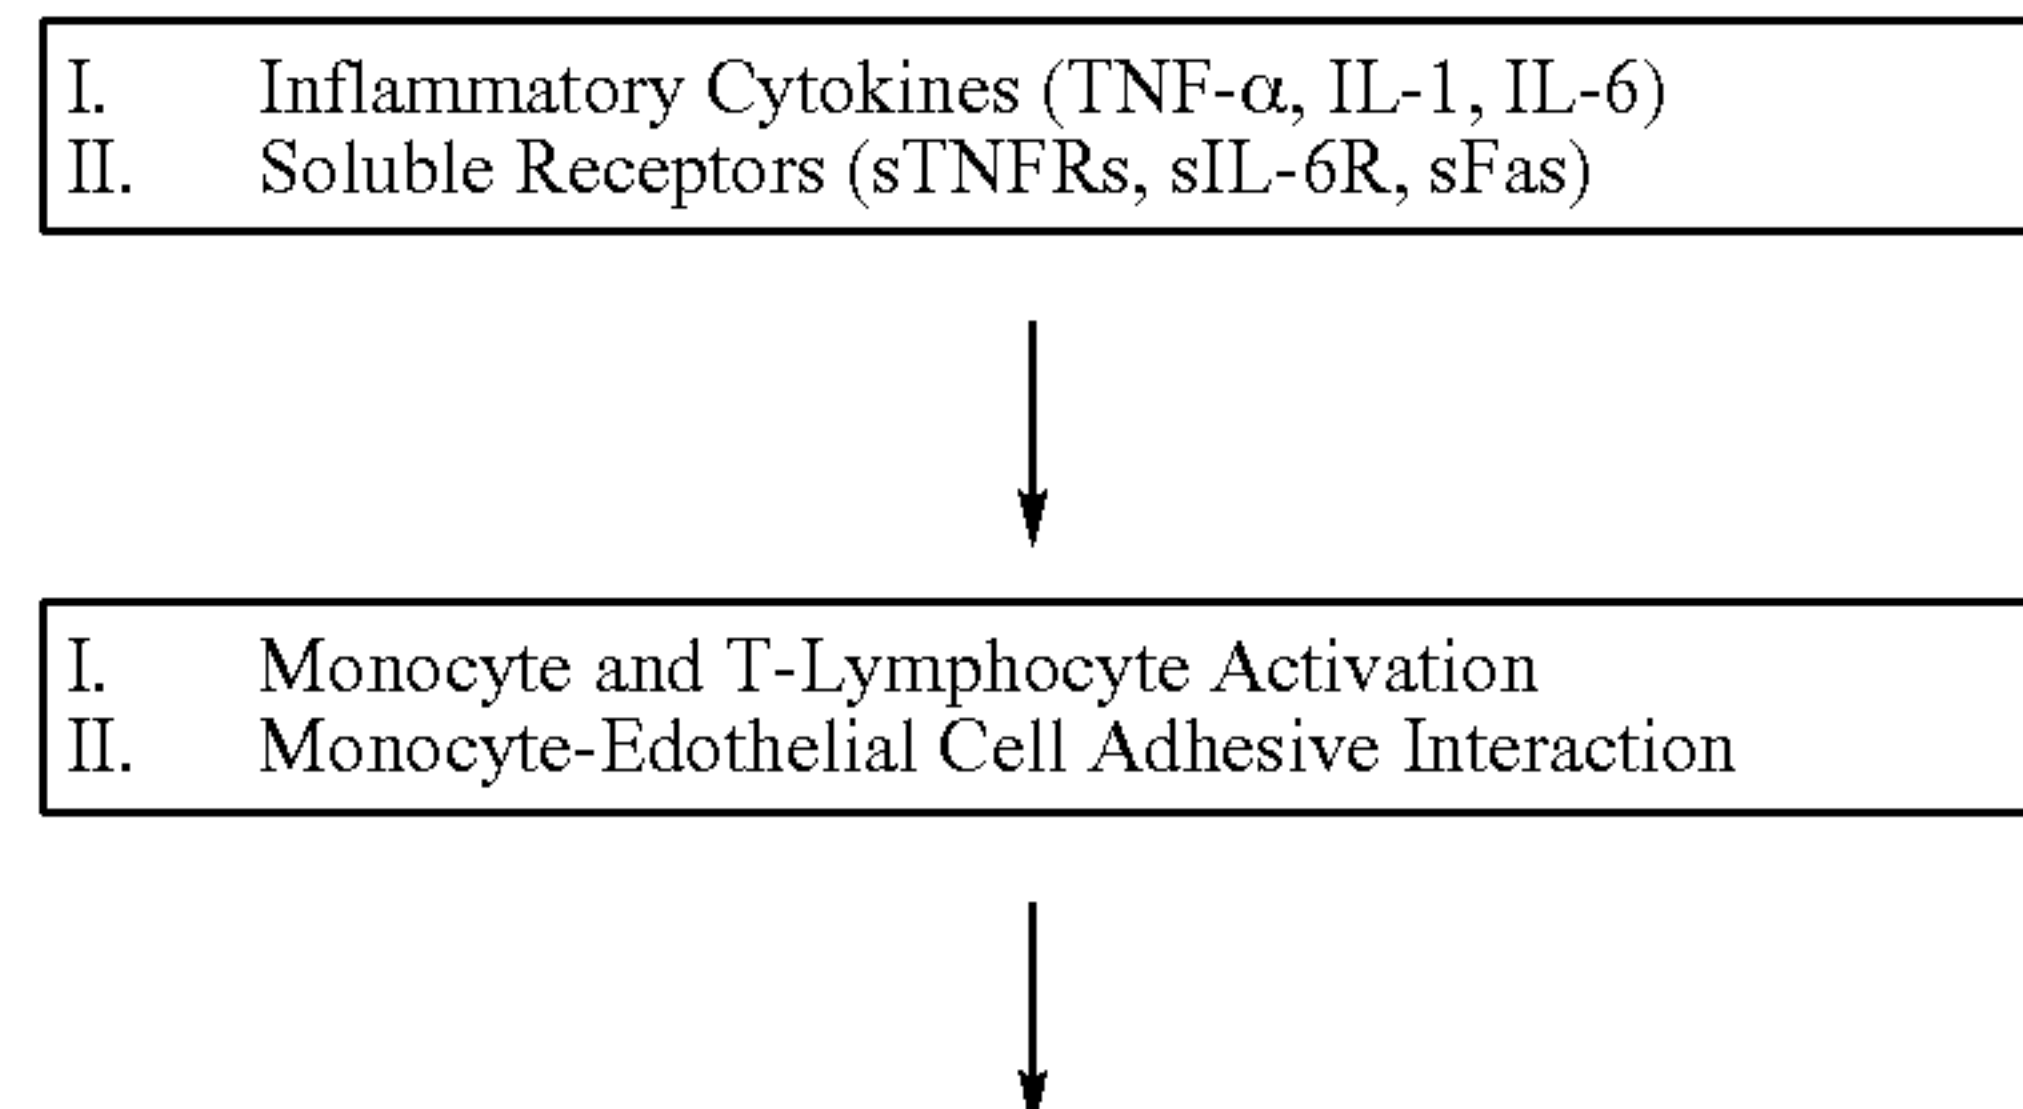 I. Inflammatory Cytokines (TNF-α, IL-1, IL-6)
II. Soluble Receptors (sTNFRs, sIL-6R, sFas)
I. Monocyte and T-Lymphocyte Activation
II. Monocyte-Edothelial Cell Adhesive Interaction